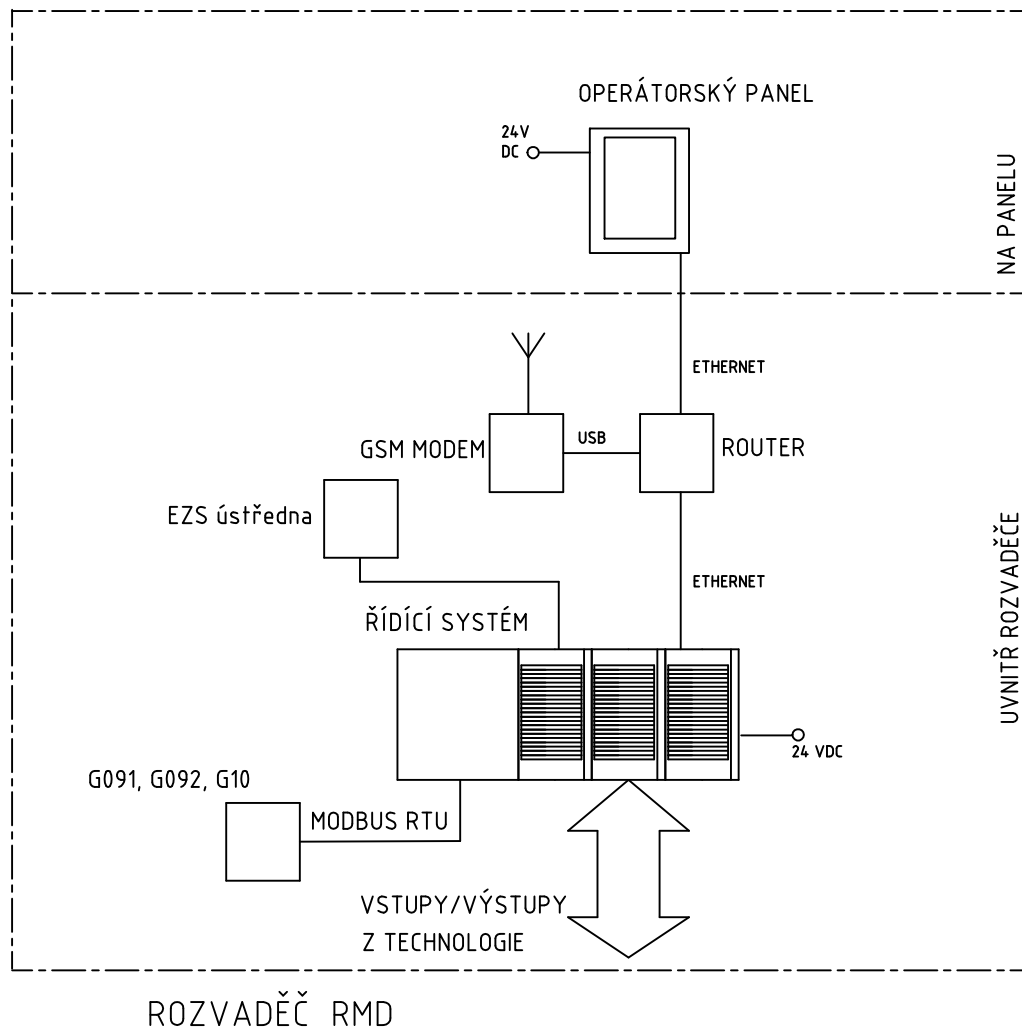 OPERÁTORSKÝ PANEL
24V
DC
NA PANELU
ETHERNET
GSM MODEM
USB
ROUTER
EZS ústředna
UVNITŘ ROZVADĚČE
ETHERNET
ŘÍDÍCÍ SYSTÉM
24 VDC
G091, G092, G10
MODBUS RTU
VSTUPY/VÝSTUPY
Z TECHNOLOGIE
ROZVADĚČ RMD